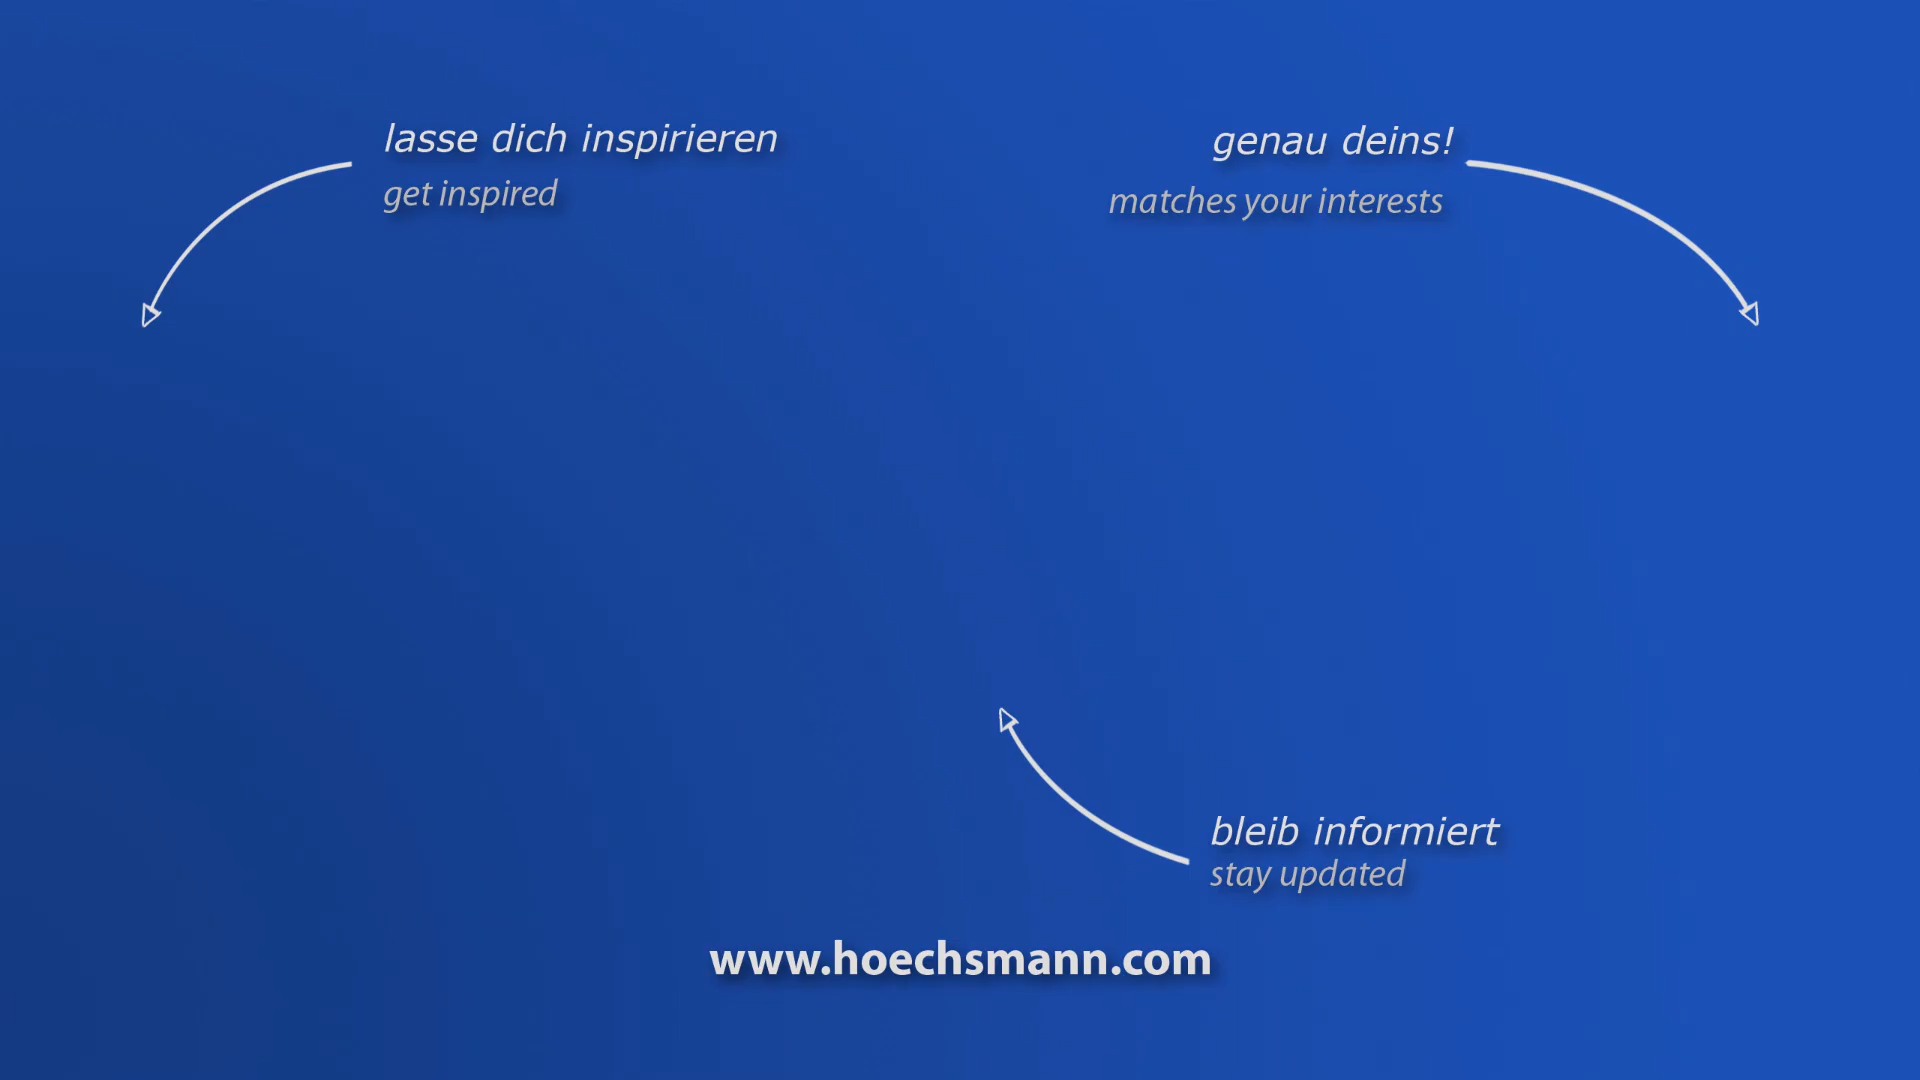 lasse dich inspirieren
get inspired
genau deins!
matches your interests
bleib informiert
stay updated
www.hoechsmann.com